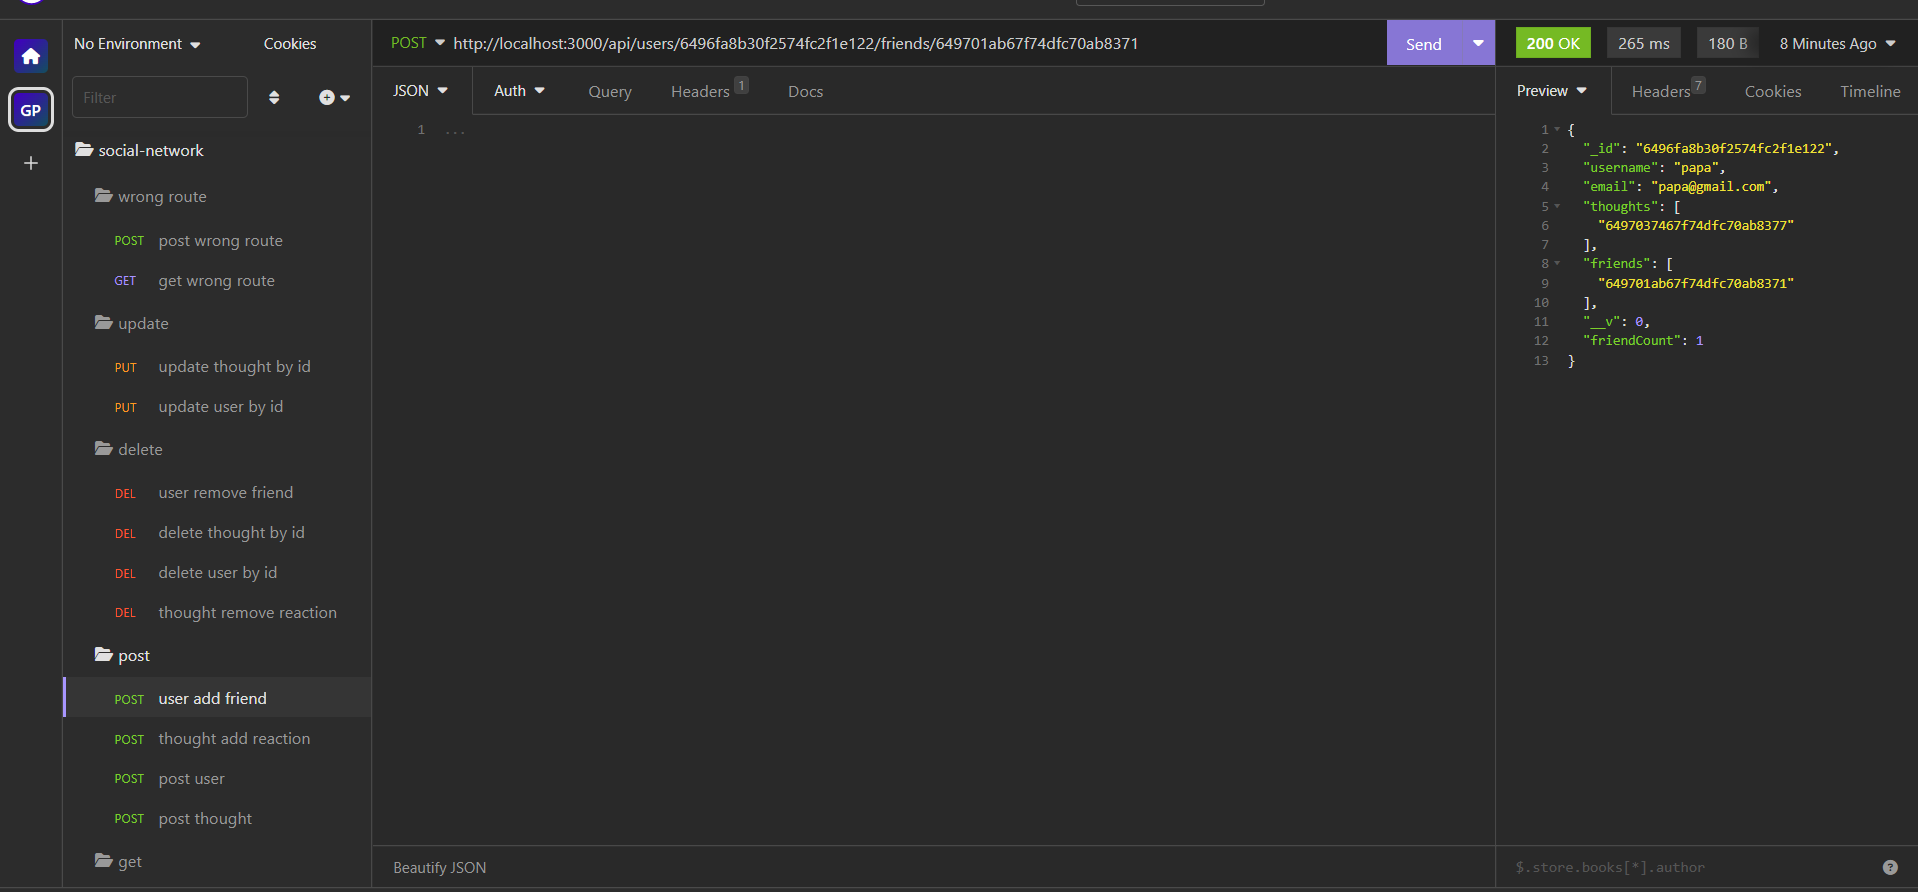 No Environment
Cookies
Filter
GP
social-network
wrong route
POST post wrong route
GET get wrong route
update
PUT update thought by id
PUT update user by id
delete
DEL user remove friend
DEL delete thought by id
DEL delete user by id
DEL thought remove reaction
post
POST user add friend
POST thought add reaction
POST post user
POST post thought
get
POST http://localhost:3000/api/users/6496fa8b30f2574fc2f1e122/friends/649701ab67f74dfc70ab8371
Send
JSON Auth Query Headers 1 Docs
1 ...
Beautify JSON
200 OK 265 ms 180 B 8 Minutes Ago
Preview Headers 7 Cookies Timeline
1 {
2 "_id": "6496fa8b30f2574fc2f1e122",
3 "username": "papa",
4 "email": "papa@gmail.com",
5 "thoughts": [
6 "6497037467f74dfc70ab8377"
7 ],
8 "friends": [
9 "649701ab67f74dfc70ab8371"
10 ],
11 "__v": 0,
12 "friendCount": 1
13 }
$.store.books[*].author